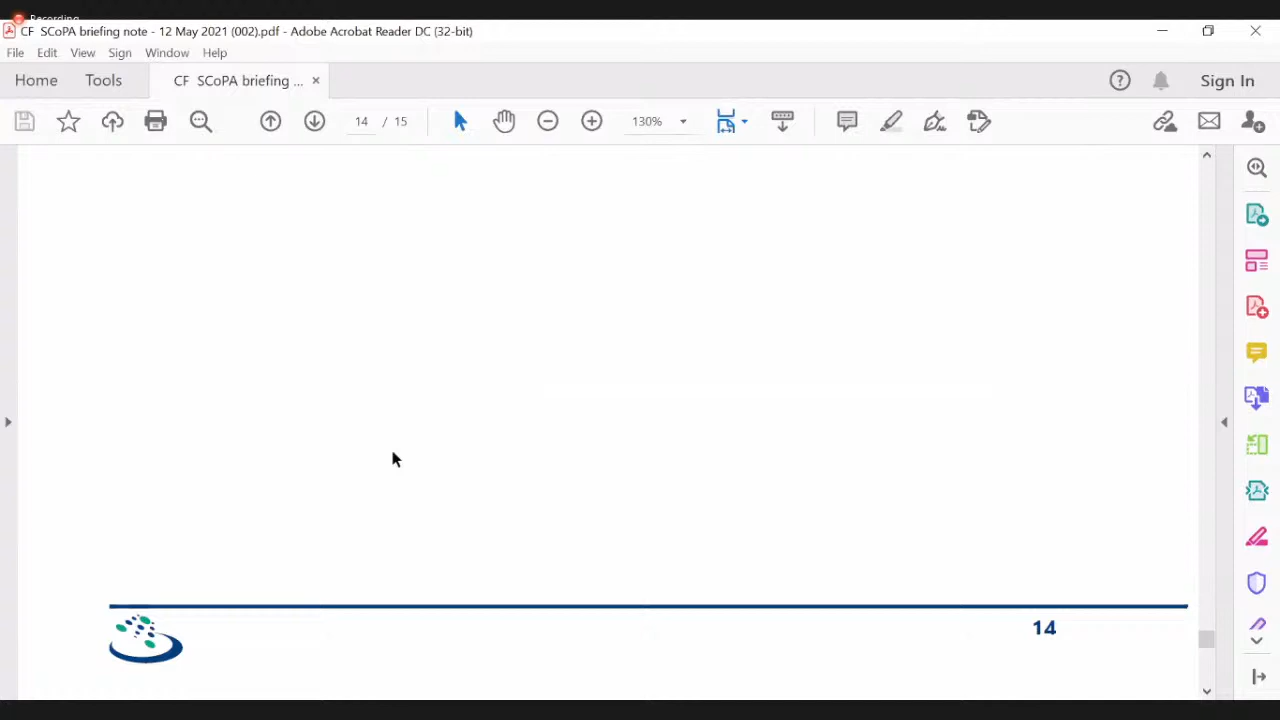 Recording
CF SCoPA briefing note - 12 May 2021 (002).pdf - Adobe Acrobat Reader DC (32-bit)
File Edit View Window Sign Help
Home Tools CF SCoPA briefing ... × Sign In
14 / 15 130%
14